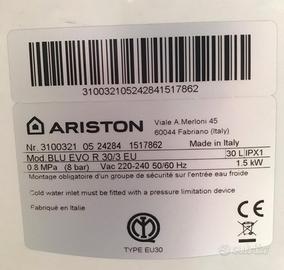 310032105242841517862
ARISTON
Viale A.Merloni 45
60044 Fabriano (Italy)
Nr. 3100321 05 24284 1517862
Made in Italy
Mod.BLU EVO R 30/3 EU
30 L IPX1
0.8 MPa (8 bar) Vac 220-240 50/60 Hz 1.5 kW
Montage obligatoire d'un groupe de sécurité sur l'entrée eau froide
Cold water inlet must be fitted with a pressure limitation device
Fabriqué en Italie
TYPE EU30
subito